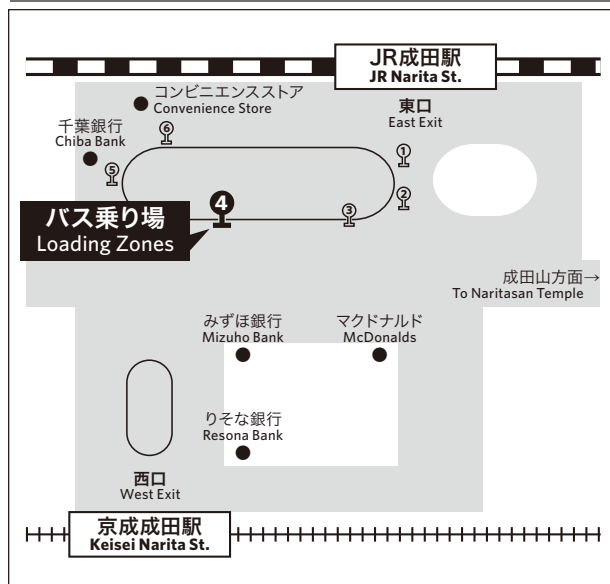 JR成田駅
JR Narita St.
コンビニエンスストア
Convenience Store
東口
East Exit
千葉銀行
Chiba Bank
⑥
①
⑤
②
4
③
バス乗り場
Loading Zones
成田山方面→
To Naritasan Temple
みずほ銀行
Mizuho Bank
マクドナルド
McDonalds
りそな銀行
Resona Bank
西口
West Exit
京成成田駅
Keisei Narita St.